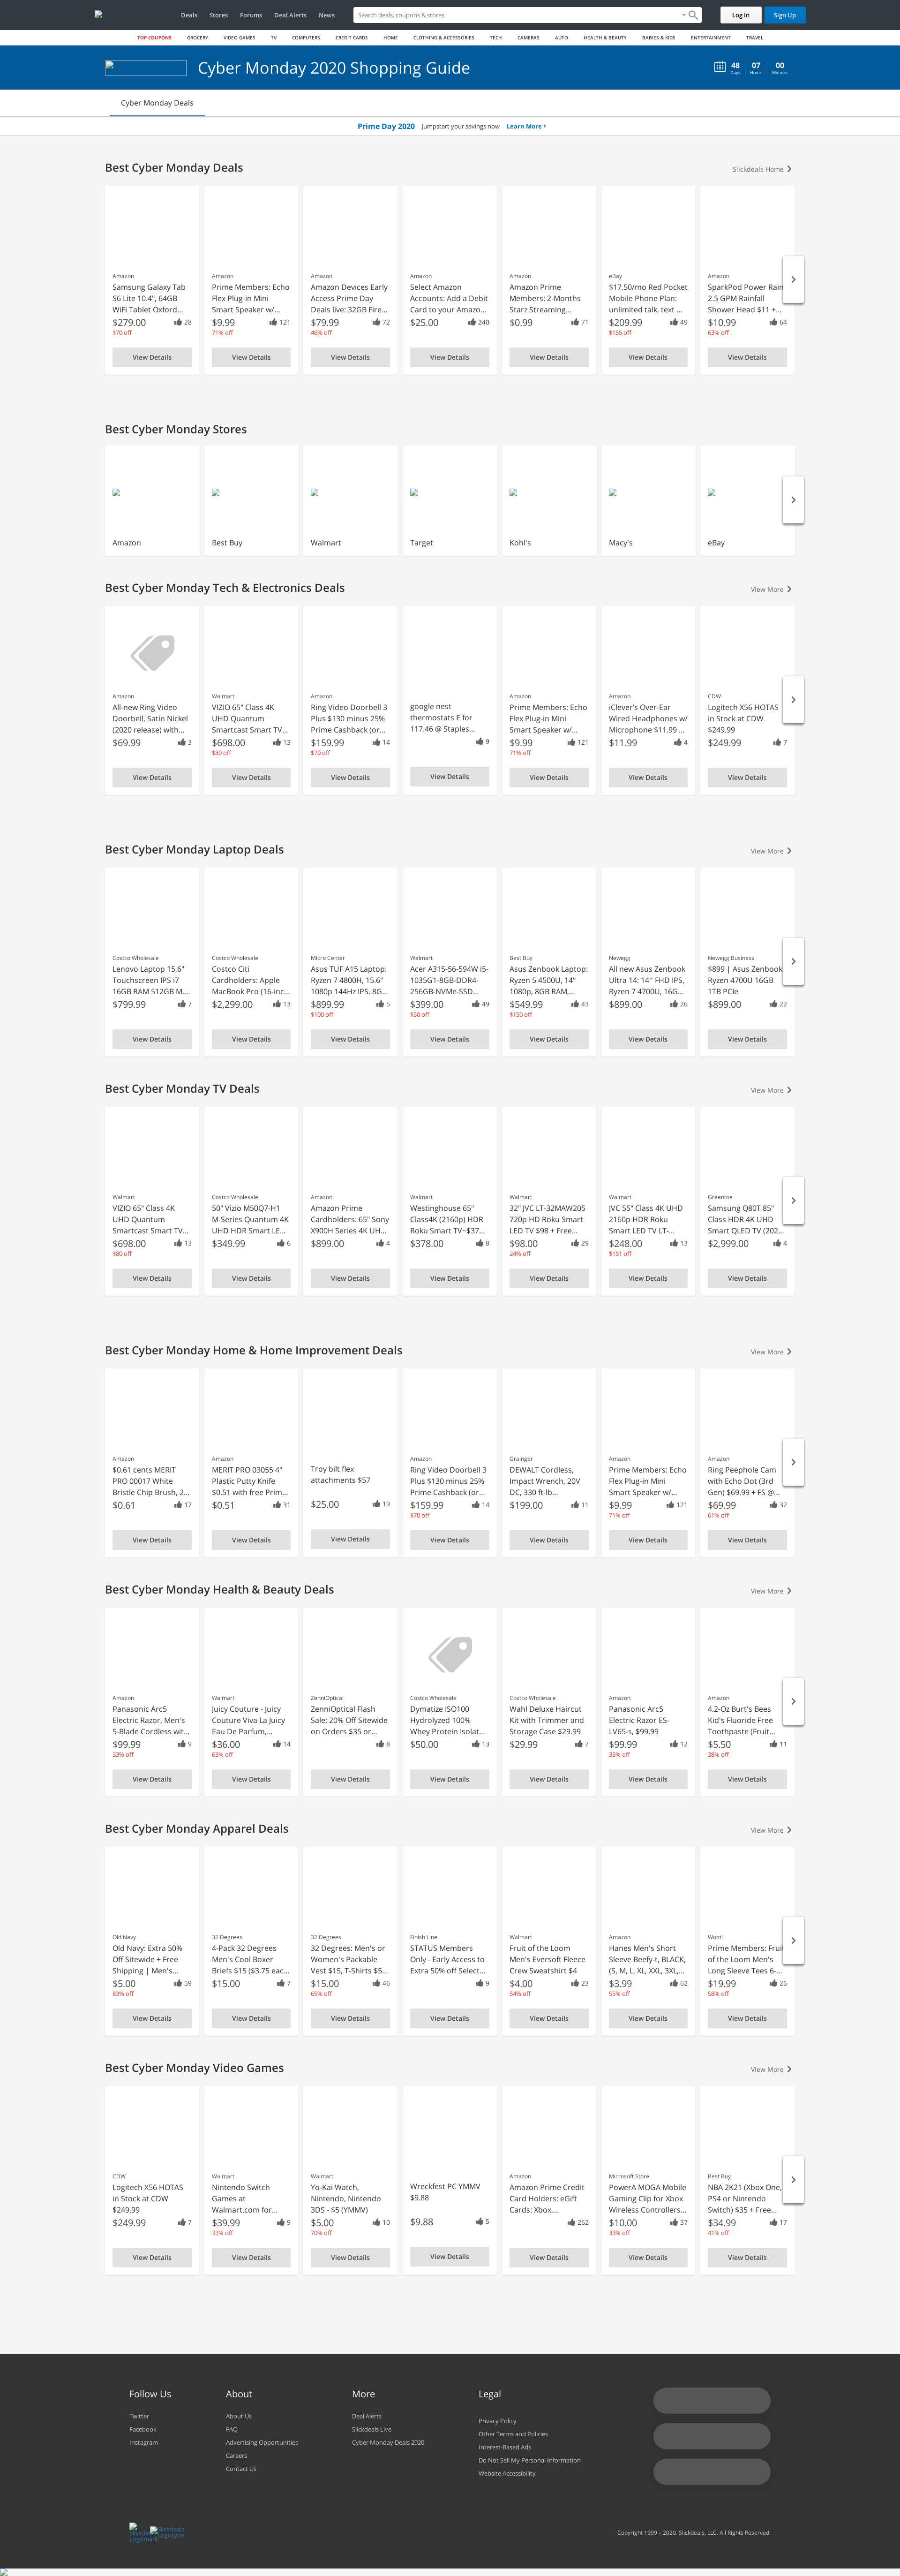 Deals Stores Forums Deal Alerts News Search deals, coupons & stores Log In Sign Up
TOP COUPONS GROCERY VIDEO GAMES TV COMPUTERS CREDIT CARDS HOME CLOTHING & ACCESSORIES TECH CAMERAS AUTO HEALTH & BEAUTY BABIES & KIDS ENTERTAINMENT TRAVEL
Cyber Monday 2020 Shopping Guide
48 Days 07 Hours 00 Minutes
Cyber Monday Deals
Prime Day 2020 Jumpstart your savings now Learn More
Best Cyber Monday Deals
Slickdeals Home
Amazon
Samsung Galaxy Tab
S6 Lite 10.4", 64GB
WiFi Tablet Oxford...
$279.00 28
$70 off
View Details
Amazon
Prime Members: Echo
Flex Plug-in Mini
Smart Speaker w/...
$9.99 121
71% off
View Details
Amazon
Amazon Devices Early
Access Prime Day
Deals live: 32GB Fire...
$79.99 72
46% off
View Details
Amazon
Select Amazon
Accounts: Add a Debit
Card to your Amazo...
$25.00 240
View Details
Amazon
Amazon Prime
Members: 2-Months
Starz Streaming...
$0.99 71
View Details
eBay
$17.50/mo Red Pocket
Mobile Phone Plan:
unlimited talk, text ...
$209.99 49
$155 off
View Details
Amazon
SparkPod Power Rain
2.5 GPM Rainfall
Shower Head $11 +...
$10.99 64
63% off
View Details
Best Cyber Monday Stores
Amazon
Best Buy
Walmart
Target
Kohl's
Macy's
eBay
Best Cyber Monday Tech & Electronics Deals
View More
Amazon
All-new Ring Video
Doorbell, Satin Nickel
(2020 release) with...
$69.99 3
View Details
Walmart
VIZIO 65" Class 4K
UHD Quantum
Smartcast Smart TV...
$698.00 13
$80 off
View Details
Amazon
Ring Video Doorbell 3
Plus $130 minus 25%
Prime Cashback (or...
$159.99 14
$70 off
View Details
google nest
thermostats E for
117.46 @ Staples...
9
View Details
Amazon
Prime Members: Echo
Flex Plug-in Mini
Smart Speaker w/...
$9.99 121
71% off
View Details
Amazon
iClever's Over-Ear
Wired Headphones w/
Microphone $11.99 ...
$11.99 4
View Details
CDW
Logitech X56 HOTAS
in Stock at CDW
$249.99
$249.99 7
View Details
Best Cyber Monday Laptop Deals
View More
Costco Wholesale
Lenovo Laptop 15,6"
Touchscreen IPS i7
16GB RAM 512GB M....
$799.99 7
View Details
Costco Wholesale
Costco Citi
Cardholders: Apple
MacBook Pro (16-inc...
$2,299.00 13
View Details
Micro Center
Asus TUF A15 Laptop:
Ryzen 7 4800H, 15.6"
1080p 144Hz IPS. 8G...
$899.99 5
$100 off
View Details
Walmart
Acer A315-56-594W i5-
1035G1-8GB-DDR4-
256GB-NVMe-SSD...
$399.00 49
$50 off
View Details
Best Buy
Asus Zenbook Laptop:
Ryzen 5 4500U, 14"
1080p, 8GB RAM,...
$549.99 43
$150 off
View Details
Newegg
All new Asus Zenbook
Ultra 14: 14" FHD IPS,
Ryzen 7 4700U, 16G...
$899.00 26
View Details
Newegg Business
$899 | Asus Zenbook
Ryzen 4700U 16GB
1TB PCIe
$899.00 22
View Details
Best Cyber Monday TV Deals
View More
Walmart
VIZIO 65" Class 4K
UHD Quantum
Smartcast Smart TV...
$698.00 13
$80 off
View Details
Costco Wholesale
50" Vizio M50Q7-H1
M-Series Quantum 4K
UHD HDR Smart LE...
$349.99 6
View Details
Amazon
Amazon Prime
Cardholders: 65" Sony
X900H Series 4K UH...
$899.00 4
View Details
Walmart
Westinghouse 65"
Class4K (2160p) HDR
Roku Smart TV~$37...
$378.00 8
View Details
Walmart
32" JVC LT-32MAW205
720p HD Roku Smart
LED TV $98 + Free...
$98.00 29
24% off
View Details
Walmart
JVC 55" Class 4K UHD
2160p HDR Roku
Smart LED TV LT-...
$248.00 13
$151 off
View Details
Greentoe
Samsung Q80T 85"
Class HDR 4K UHD
Smart QLED TV (202...
$2,999.00 4
View Details
Best Cyber Monday Home & Home Improvement Deals
View More
Amazon
$0.61 cents MERIT
PRO 00017 White
Bristle Chip Brush, 2...
$0.61 17
View Details
Amazon
MERIT PRO 03055 4"
Plastic Putty Knife
$0.51 with free Prim...
$0.51 31
View Details
Troy bilt flex
attachments $57
$25.00 19
View Details
Amazon
Ring Video Doorbell 3
Plus $130 minus 25%
Prime Cashback (or...
$159.99 14
$70 off
View Details
Grainger
DEWALT Cordless,
Impact Wrench, 20V
DC, 330 ft-lb...
$199.00 11
View Details
Amazon
Prime Members: Echo
Flex Plug-in Mini
Smart Speaker w/...
$9.99 121
71% off
View Details
Amazon
Ring Peephole Cam
with Echo Dot (3rd
Gen) $69.99 + FS @...
$69.99 32
61% off
View Details
Best Cyber Monday Health & Beauty Deals
View More
Amazon
Panasonic Arc5
Electric Razor, Men's
5-Blade Cordless wit...
$99.99 9
33% off
View Details
Walmart
Juicy Couture - Juicy
Couture Viva La Juicy
Eau De Parfum,...
$36.00 14
63% off
View Details
ZenniOptical
ZenniOptical Flash
Sale: 20% Off Sitewide
on Orders $35 or...
8
View Details
Costco Wholesale
Dymatize ISO100
Hydrolyzed 100%
Whey Protein Isolat...
$50.00 13
View Details
Costco Wholesale
Wahl Deluxe Haircut
Kit with Trimmer and
Storage Case $29.99
$29.99 7
View Details
Amazon
Panasonic Arc5
Electric Razor ES-
LV65-s, $99.99
$99.99 12
33% off
View Details
Amazon
4.2-Oz Burt's Bees
Kid's Fluoride Free
Toothpaste (Fruit...
$5.50 11
38% off
View Details
Best Cyber Monday Apparel Deals
View More
Old Navy
Old Navy: Extra 50%
Off Sitewide + Free
Shipping | Men's...
$5.00 59
83% off
View Details
32 Degrees
4-Pack 32 Degrees
Men's Cool Boxer
Briefs $15 ($3.75 eac...
$15.00 7
View Details
32 Degrees
32 Degrees: Men's or
Women's Packable
Vest $15, T-Shirts $5...
$15.00 46
65% off
View Details
Finish Line
STATUS Members
Only - Early Access to
Extra 50% off Select...
9
View Details
Walmart
Fruit of the Loom
Men's Eversoft Fleece
Crew Sweatshirt $4
$4.00 23
54% off
View Details
Amazon
Hanes Men's Short
Sleeve Beefy-t, BLACK,
(S, M, L, XL, XXL, 3XL,...
$3.99 62
55% off
View Details
Woot!
Prime Members: Fruit
of the Loom Men's
Long Sleeve Tees 6-...
$19.99 26
58% off
View Details
Best Cyber Monday Video Games
View More
CDW
Logitech X56 HOTAS
in Stock at CDW
$249.99
$249.99 7
View Details
Walmart
Nintendo Switch
Games at
Walmart.com for...
$39.99 9
33% off
View Details
Walmart
Yo-Kai Watch,
Nintendo, Nintendo
3DS - $5 (YMMV)
$5.00 10
70% off
View Details
Wreckfest PC YMMV
$9.88
$9.88 5
View Details
Amazon
Amazon Prime Credit
Card Holders: eGift
Cards: Xbox,...
262
View Details
Microsoft Store
PowerA MOGA Mobile
Gaming Clip for Xbox
Wireless Controllers...
$10.00 37
33% off
View Details
Best Buy
NBA 2K21 (Xbox One,
PS4 or Nintendo
Switch) $35 + Free...
$34.99 17
41% off
View Details
Follow Us
Twitter
Facebook
Instagram
About
About Us
FAQ
Advertising Opportunities
Careers
Contact Us
More
Deal Alerts
Slickdeals Live
Cyber Monday Deals 2020
Legal
Privacy Policy
Other Terms and Policies
Interest-Based Ads
Do Not Sell My Personal Information
Website Accessibility
Slickdeals Logotype
Copyright 1999 - 2020. Slickdeals, LLC. All Rights Reserved.